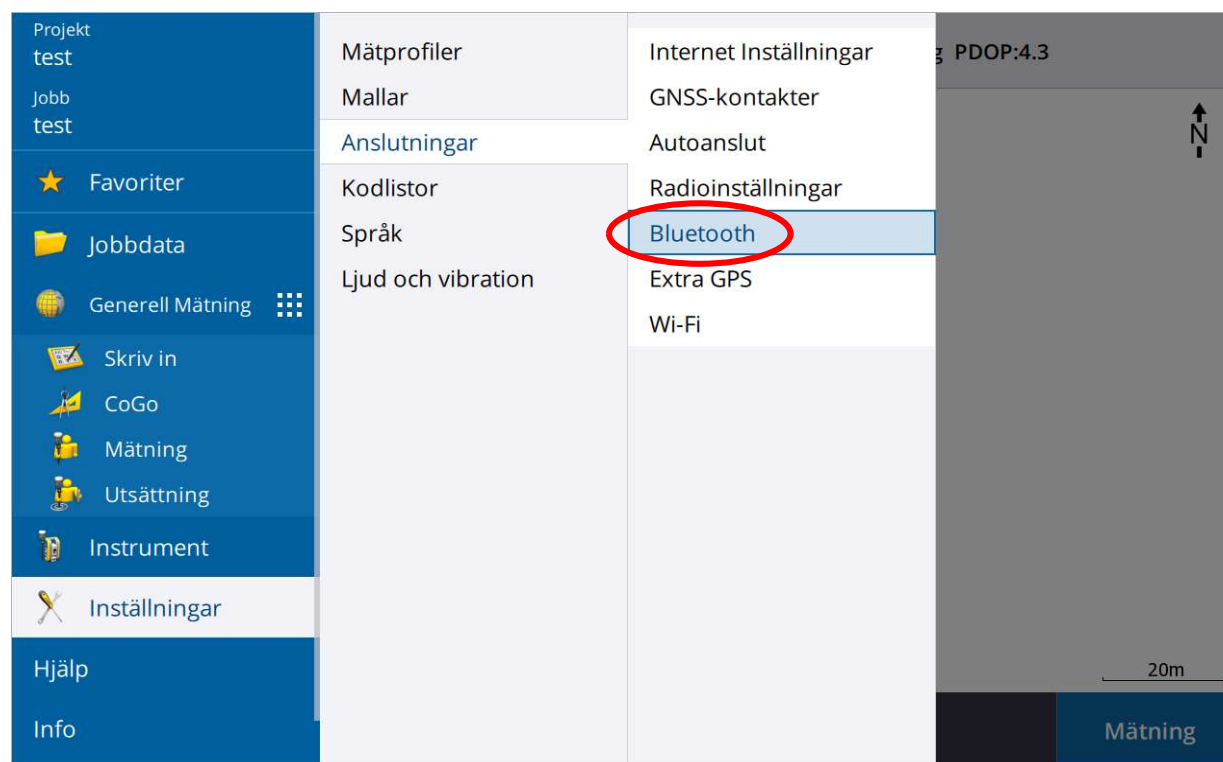 Projekt
test
Jobb
test
Favoriter
Jobbdata
Generell Mätning
Skriv in
CoGo
Mätning
Utsättning
Instrument
Inställningar
Hjälp
Info
Mätprofiler
Mallar
Anslutningar
Kodlistor
Språk
Ljud och vibration
Internet Inställningar
GNSS-kontakter
Autoanslut
Radioinställningar
Bluetooth
Extra GPS
Wi-Fi
PDOP:4.3
N
20m
Mätning